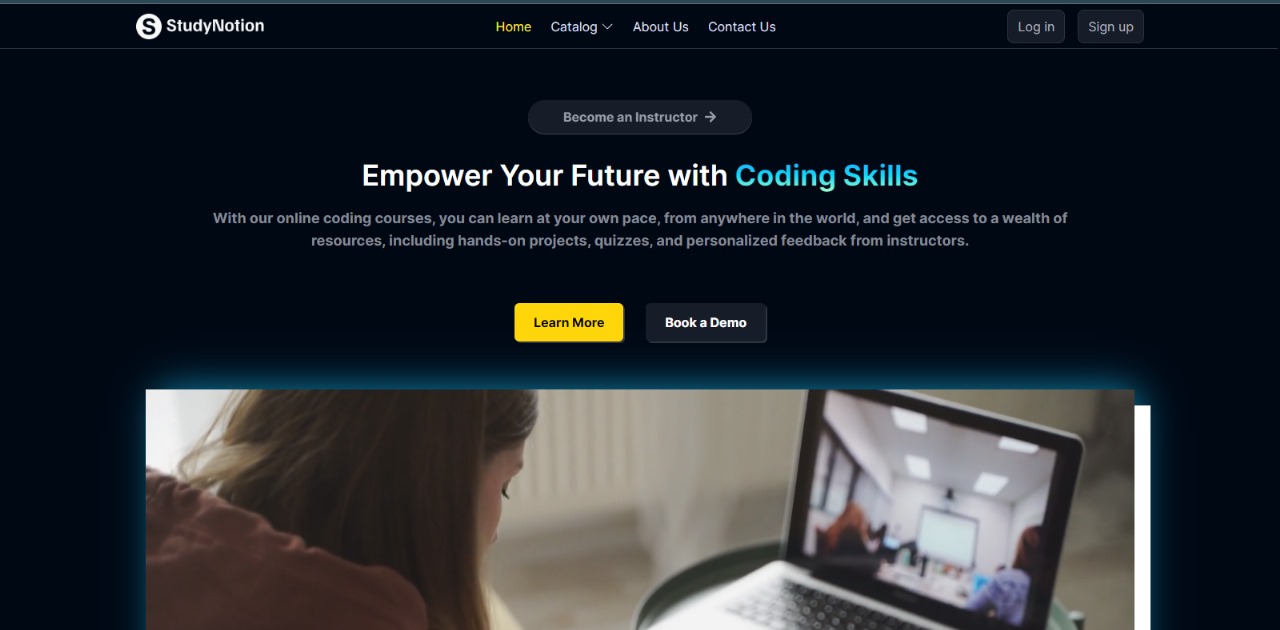 StudyNotion
Home Catalog About Us Contact Us
Log in Sign up
Become an Instructor →
Empower Your Future with Coding Skills
With our online coding courses, you can learn at your own pace, from anywhere in the world, and get access to a wealth of
resources, including hands-on projects, quizzes, and personalized feedback from instructors.
Learn More Book a Demo